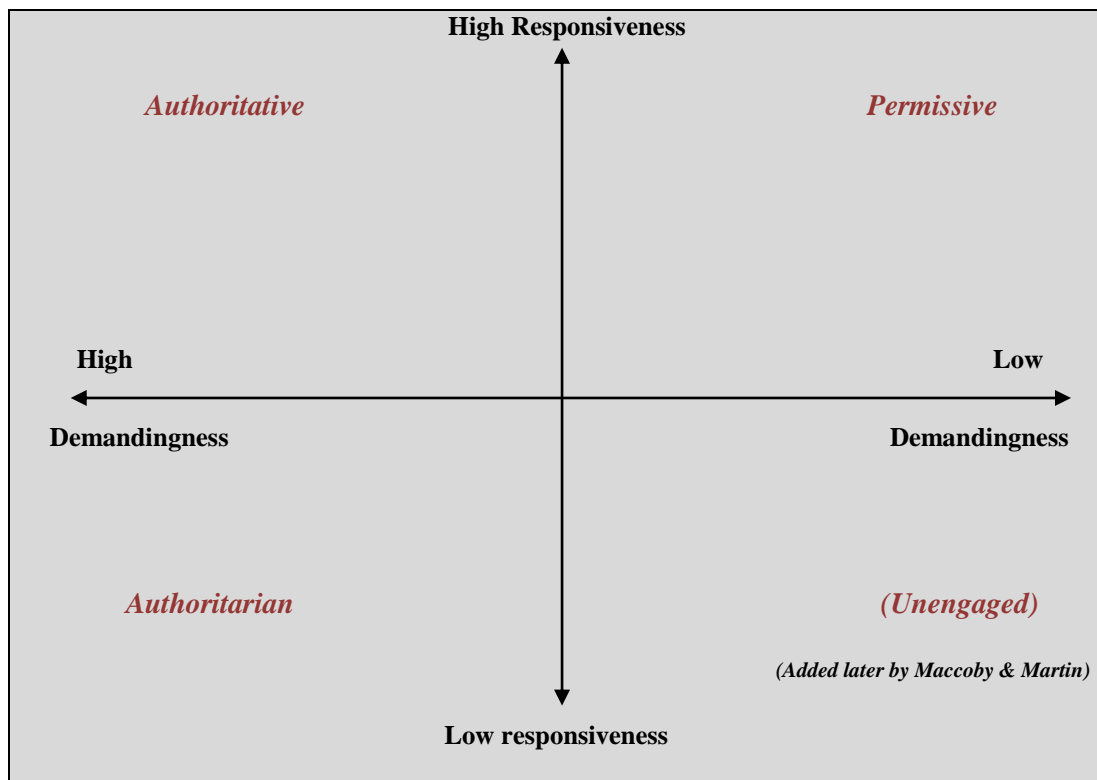 High Responsiveness
Authoritative
Permissive
High
Low
Demandingness
Demandingness
Authoritarian
(Unengaged)
(Added later by Maccoby & Martin)
Low responsiveness